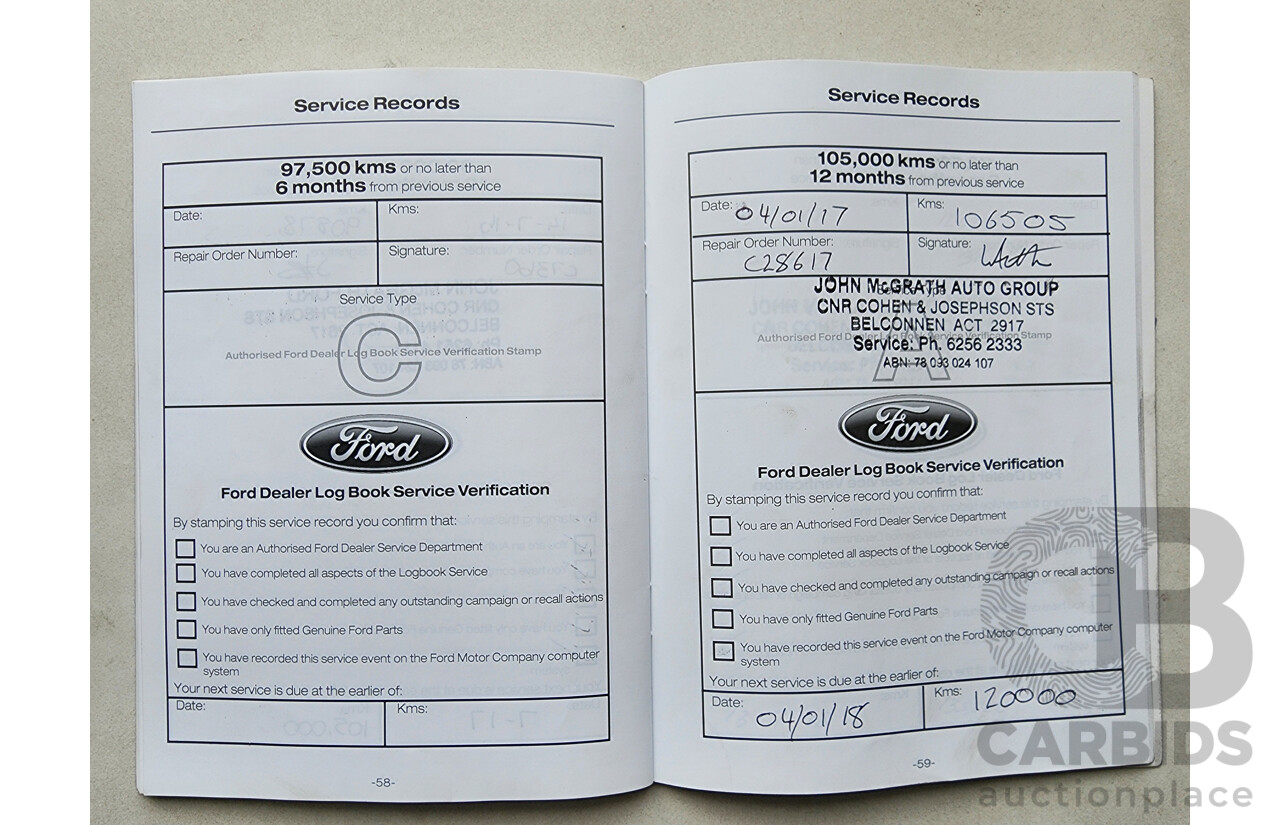 Service Records
97,500 kms or no later than
6 months from previous service
Date:
Kms:
Repair Order Number:
Signature:
Service Type
C
Authorised Ford Dealer Log Book Service Verification Stamp
Ford
Ford Dealer Log Book Service Verification
By stamping this service record you confirm that:
You are an Authorised Ford Dealer Service Department
You have completed all aspects of the Logbook Service
You have checked and completed any outstanding campaign or recall actions
You have only fitted Genuine Ford Parts
You have recorded this service event on the Ford Motor Company computer
system
Your next service is due at the earlier of:
Date:
Kms:
-58-
Service Records
105,000 kms or no later than
12 months from previous service
Date: 04/01/17
Kms: 106505
Repair Order Number:
C28617
Signature:
JOHN McGRATH AUTO GROUP
CNR COHEN & JOSEPHSON STS
BELCONNEN ACT 2917
Authorised Ford Dealer Log Book Service Verification Stamp
Service: Ph. 6256 2333
A
ABN: 78 093 024 107
Ford
Ford Dealer Log Book Service Verification
By stamping this service record you confirm that:
You are an Authorised Ford Dealer Service Department
You have completed all aspects of the Logbook Service
You have checked and completed any outstanding campaign or recall actions
You have only fitted Genuine Ford Parts
You have recorded this service event on the Ford Motor Company computer
system
Your next service is due at the earlier of:
Date: 04/01/18
Kms: 120000
-59-
CB
CARBIDS
auctionplace